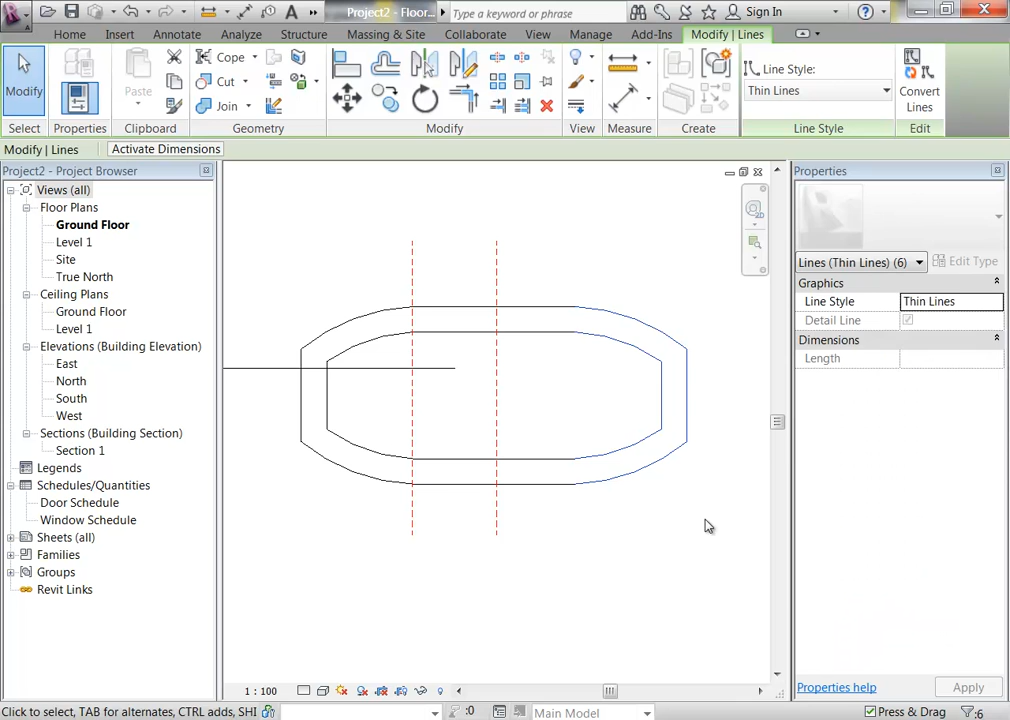 Project2 - Floor...
Type a keyword or phrase
Sign In
Home
Insert
Annotate
Analyze
Structure
Massing & Site
Collaborate
View
Manage
Add-Ins
Modify | Lines
Modify
Paste
Cope
Cut
Join
Line Style:
Thin Lines
Convert
Lines
Select
Properties
Clipboard
Geometry
Modify
View
Measure
Create
Line Style
Edit
Modify | Lines
Activate Dimensions
Project2 - Project Browser
Views (all)
Floor Plans
Ground Floor
Level 1
Site
True North
Ceiling Plans
Ground Floor
Level 1
Elevations (Building Elevation)
East
North
South
West
Sections (Building Section)
Section 1
Legends
Schedules/Quantities
Door Schedule
Window Schedule
Sheets (all)
Families
Groups
Revit Links
2D
Properties
Lines (Thin Lines) (6)
Edit Type
Graphics
Line Style
Thin Lines
Detail Line
Dimensions
Length
Properties help
Apply
1 : 100
Click to select, TAB for alternates, CTRL adds, SHI
:0
Main Model
Press & Drag
:6